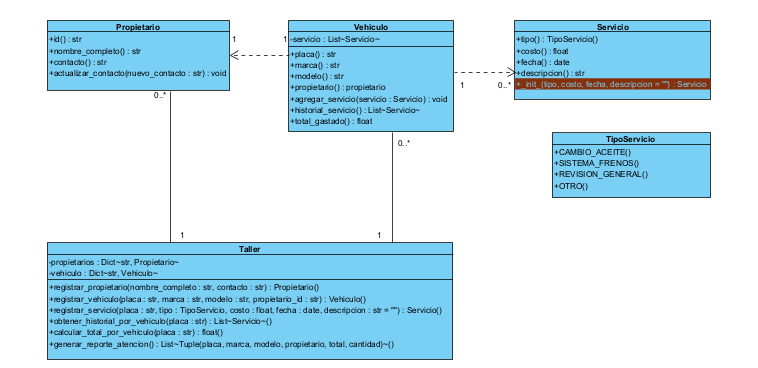 Propietario
+id() : str
+nombre_completo() : str
+contacto() : str
+actualizar_contacto(nuevo_contacto : str) : void
1
1
Vehiculo
-servicio : List~Servicio~
+placa() : str
+marca() : str
+modelo() : str
+propietario() : propietario
+agregar_servicio(servicio : Servicio) : void
+historial_servicio() : List~Servicio~
+total_gastado() : float
1
0..*
Servicio
+tipo() : TipoServicio()
+costo() : float
+fecha() : date
+descripcion() : str
+_init_(tipo, costo, fecha, descripcion = "") : Servicio
TipoServicio
+CAMBIO_ACEITE()
+SISTEMA_FRENOS()
+REVISION_GENERAL()
+OTRO()
0..*
0..*
1
1
Taller
-propietarios : Dict~str, Propietario~
-vehiculo : Dict~str, Vehiculo~
+registrar_propietario(nombre_completo : str, contacto : str) : Propietario()
+registrar_vehiculo(placa : str, marca : str, modelo : str, propietario_id : str) : Vehiculo()
+registrar_servicio(placa : str, tipo : TipoServicio, costo : float, fecha : date, descripcion : str = "") : Servicio()
+obtener_historial_por_vehiculo(placa : str) : List~Servicio~()
+calcular_total_por_vehiculo(placa : str) : float()
+generar_reporte_atencion() : List~Tuple(placa, marca, modelo, propietario, total, cantidad)~()